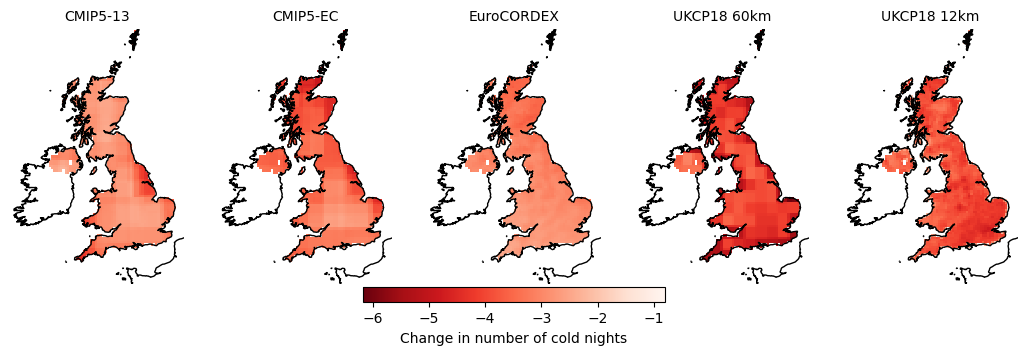 CMIP5-13 CMIP5-EC EuroCORDEX UKCP18 60km UKCP18 12km
−6 −5 −4 −3 −2 −1
Change in number of cold nights